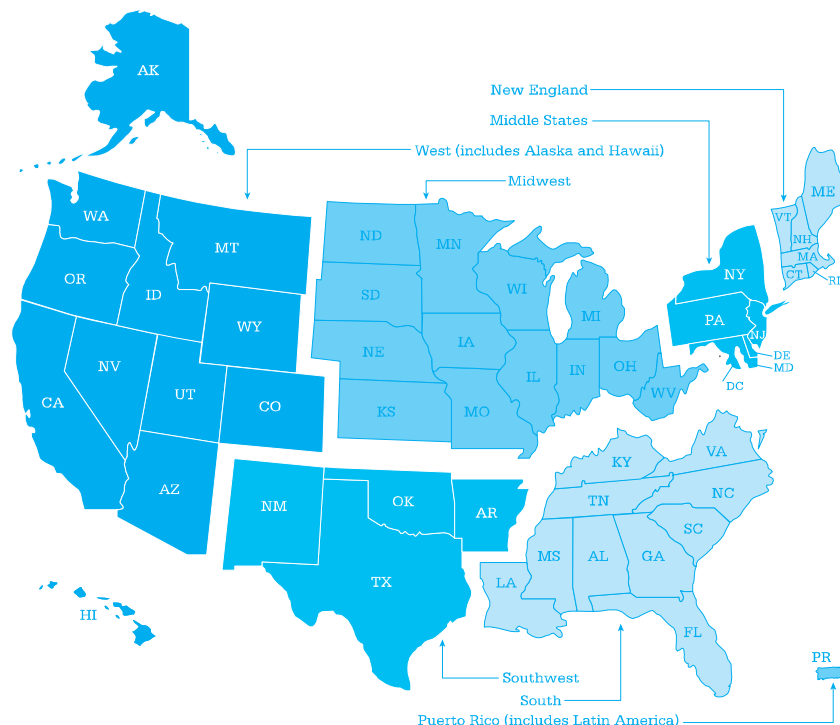 AK
New England
Middle States
West (includes Alaska and Hawaii)
Midwest
ME
VT
WA
NH
ND
MN
MT
MA
NY
CT
OR
RI
WI
ID
SD
MI
PA
WY
NJ
IA
DE
NE
NV
OH
MD
IL
IN
DC
UT
WV
CA
CO
KS
MO
VA
KY
AZ
NC
TN
OK
NM
AR
SC
MS
AL
GA
TX
LA
HI
FL
PR
Southwest
South
Puerto Rico (includes Latin America)